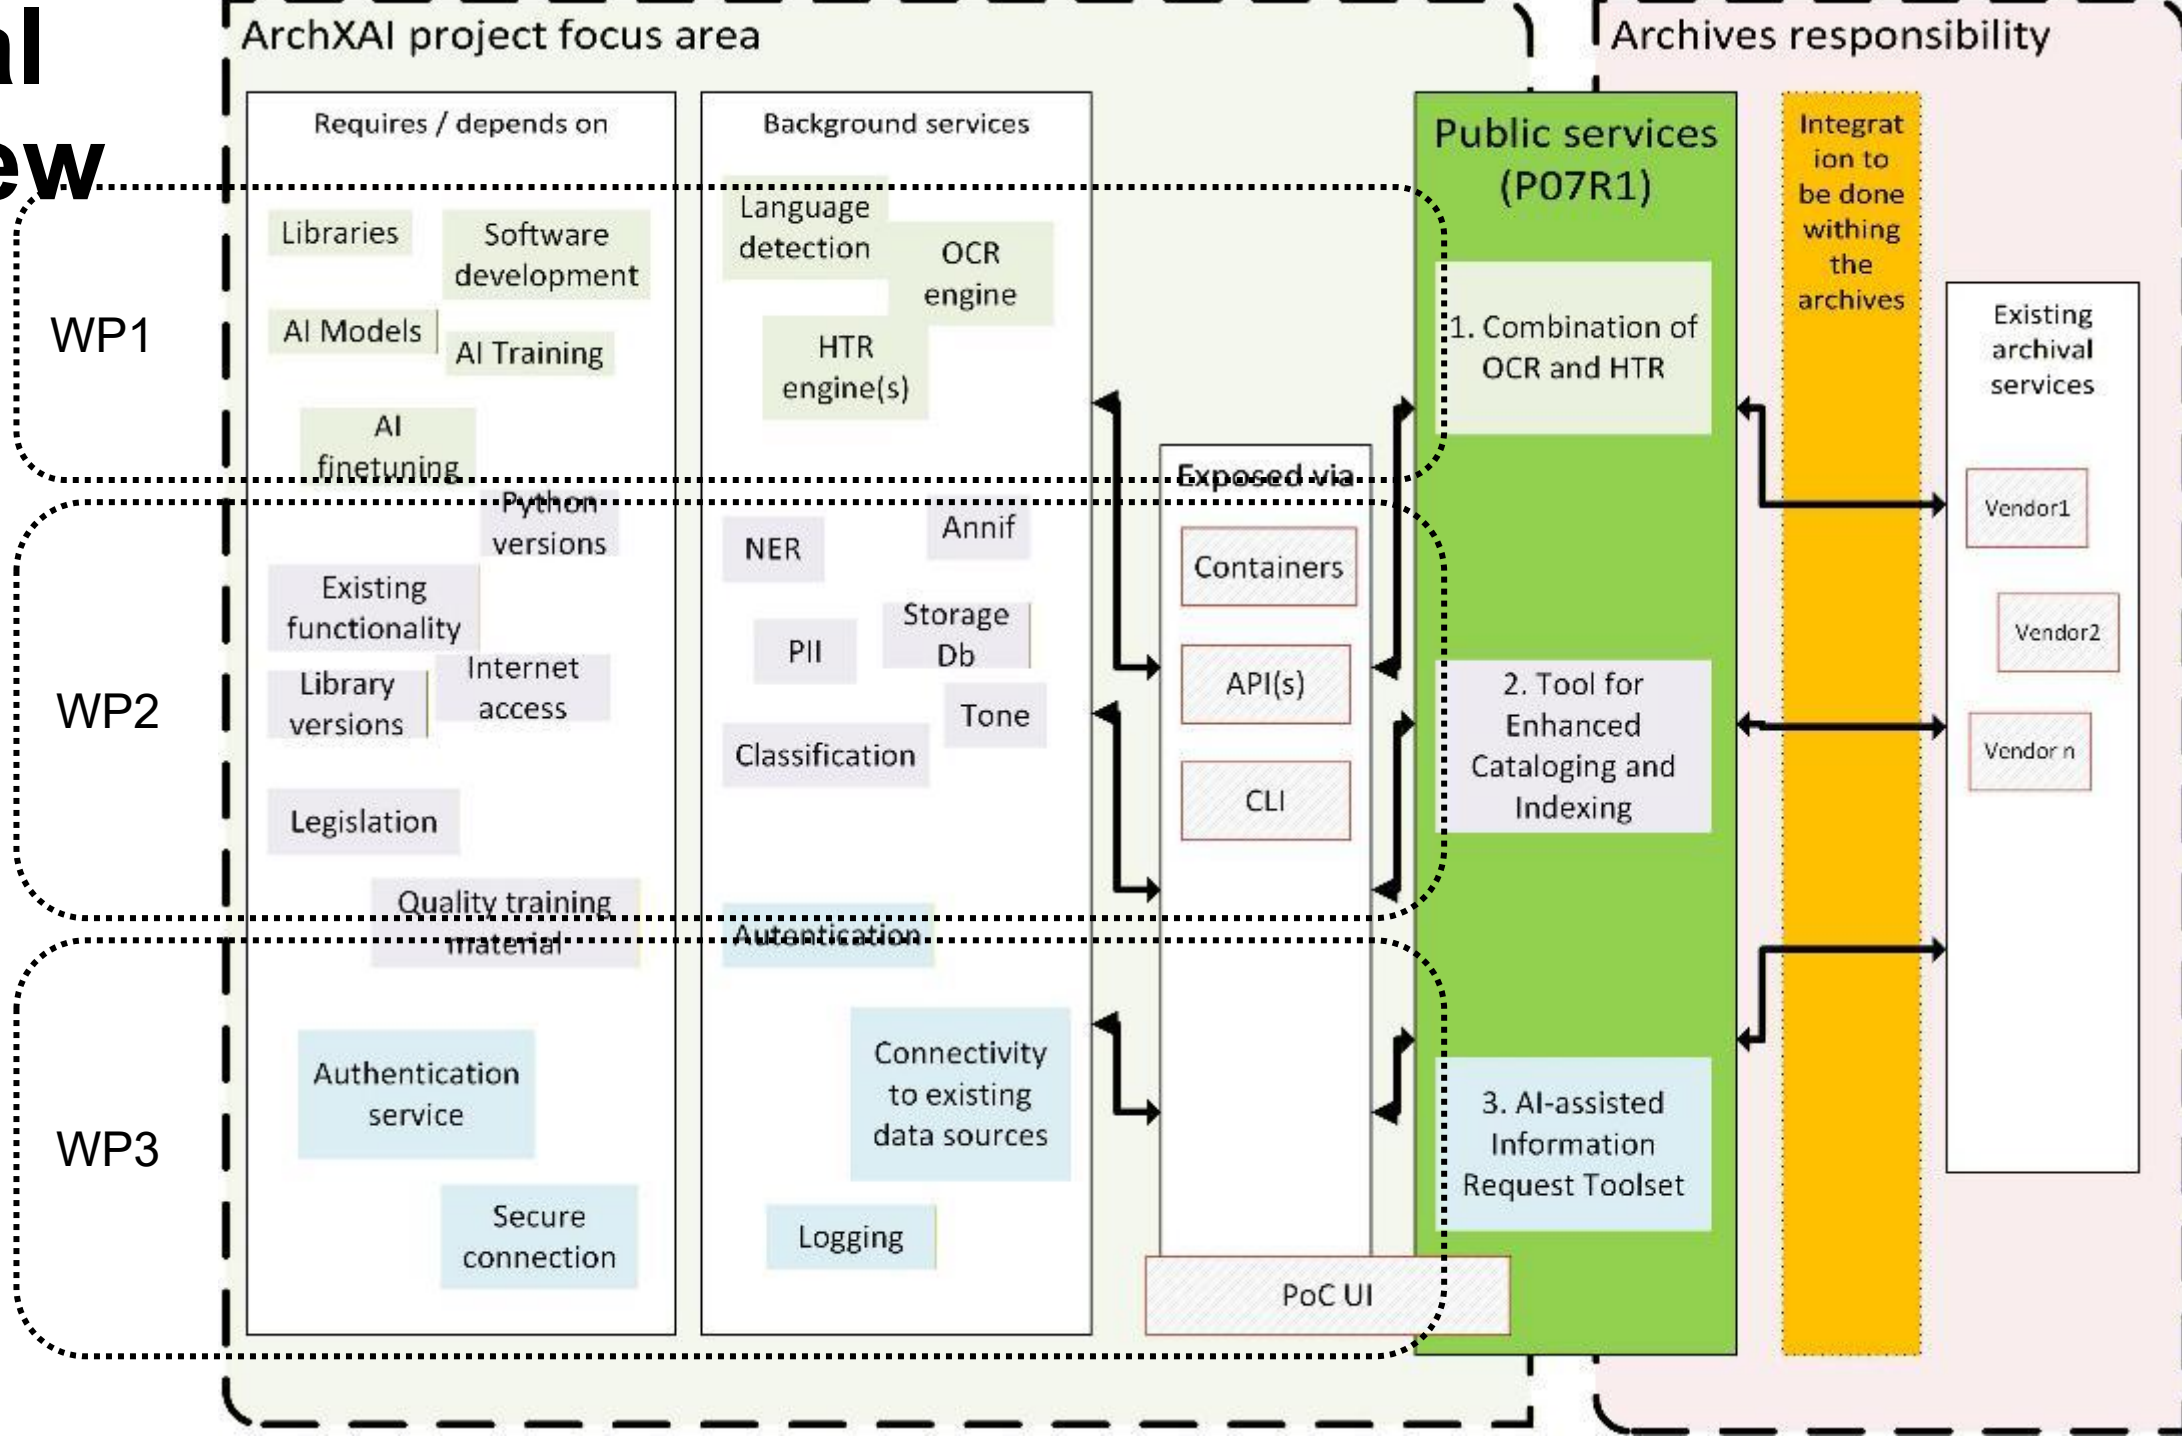 al
ew
ArchXAI project focus area
Archives responsibility
Requires / depends on
Background services
Public services
(P07R1)
Integrat
ion to
be done
withing
the
archives
WP1
Libraries
Software
development
AI Models
AI Training
AI
finetuning
Language
detection
OCR
engine
HTR
engine(s)
1. Combination of
OCR and HTR
Existing
archival
services
Exposed via
Vendor1
Vendor2
Vendor n
WP2
Python
versions
Existing
functionality
Library
versions
Internet
access
Legislation
Quality training
material
NER
Annif
PII
Storage
Db
Tone
Classification
Containers
API(s)
CLI
2. Tool for
Enhanced
Cataloging and
Indexing
WP3
Autentication
Authentication
service
Secure
connection
Connectivity
to existing
data sources
Logging
3. AI-assisted
Information
Request Toolset
PoC UI